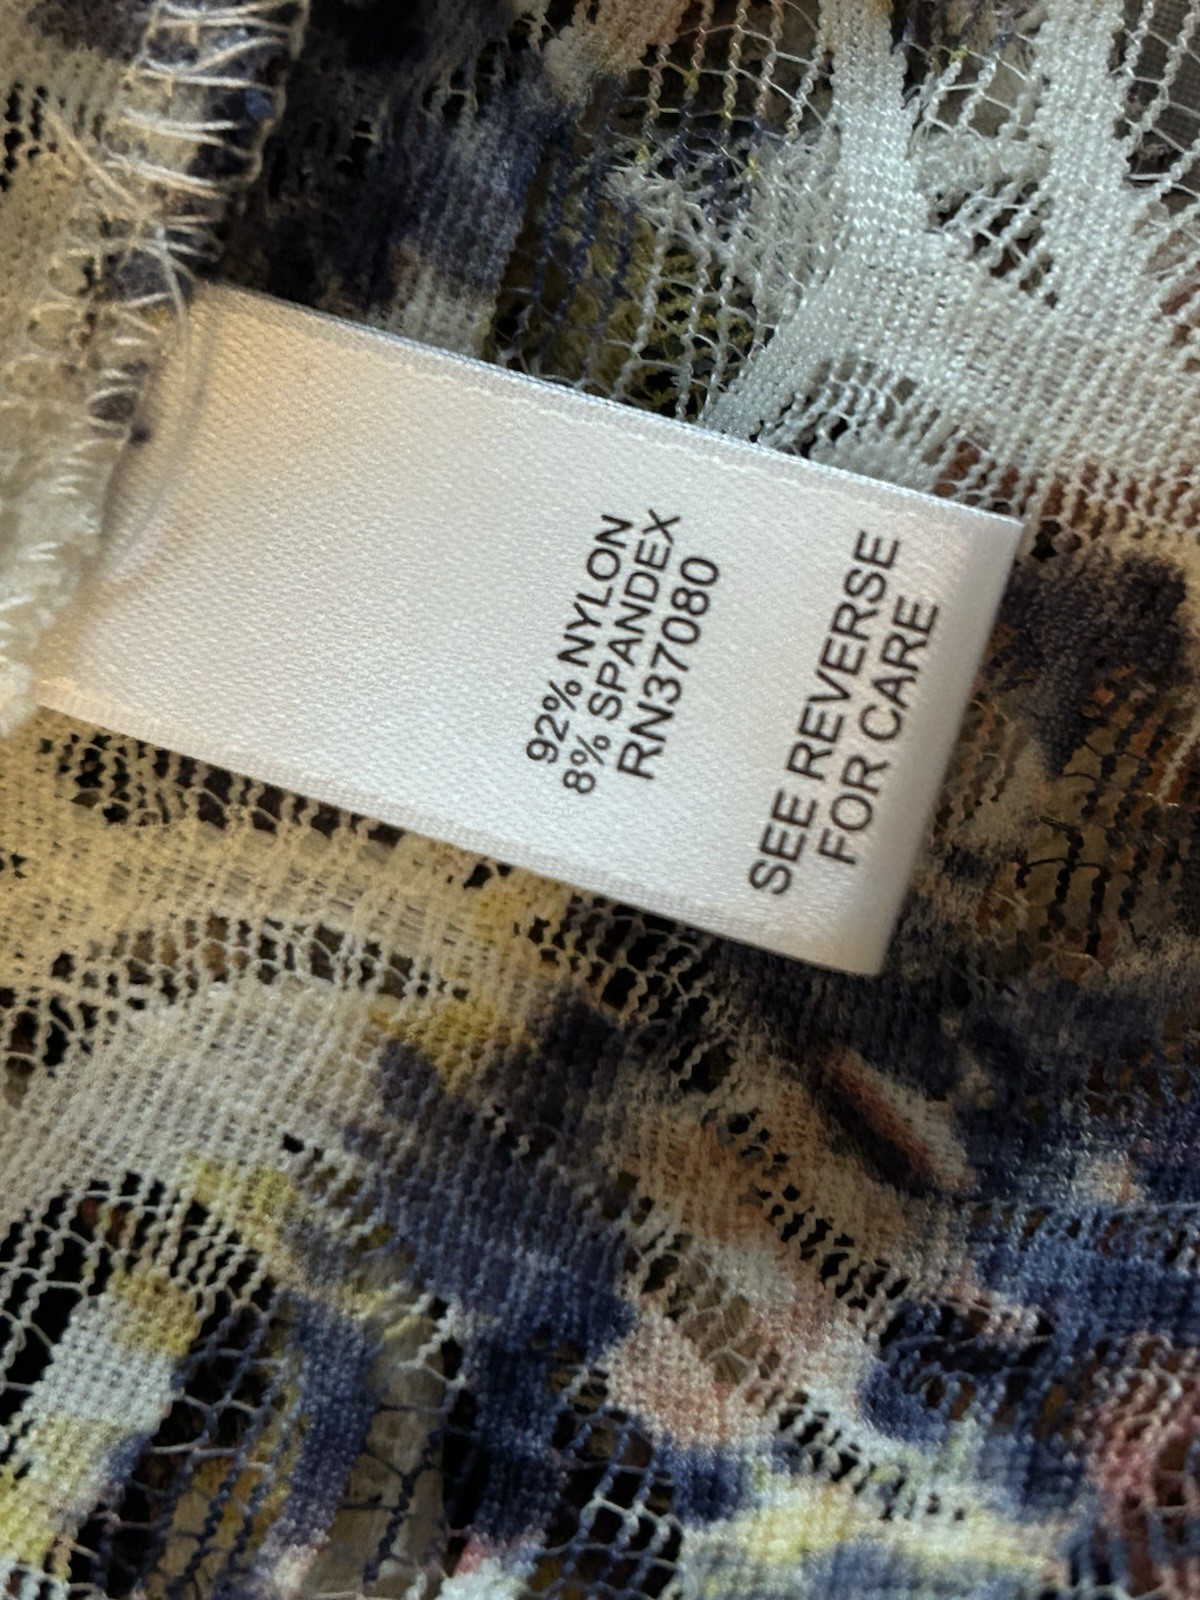 92% NYLON
8% SPANDEX
RN37080
SEE REVERSE
FOR CARE